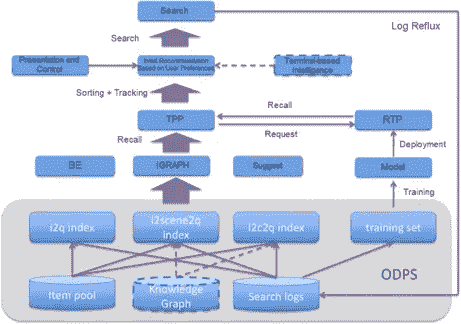 Search
Log Reflux
Search
Presentation and
Control
Intent Recommendation
Based on User Preferences
Terminal-based
Intelligence
Sorting + Tracking
Recall
TPP
RTP
Request
Recall
Deployment
BE
IGRAPH
Suggest
Model
Training
i2q index
i2scene2q
index
i2c2q index
training set
Item pool
Knowledge
Graph
Search logs
ODPS